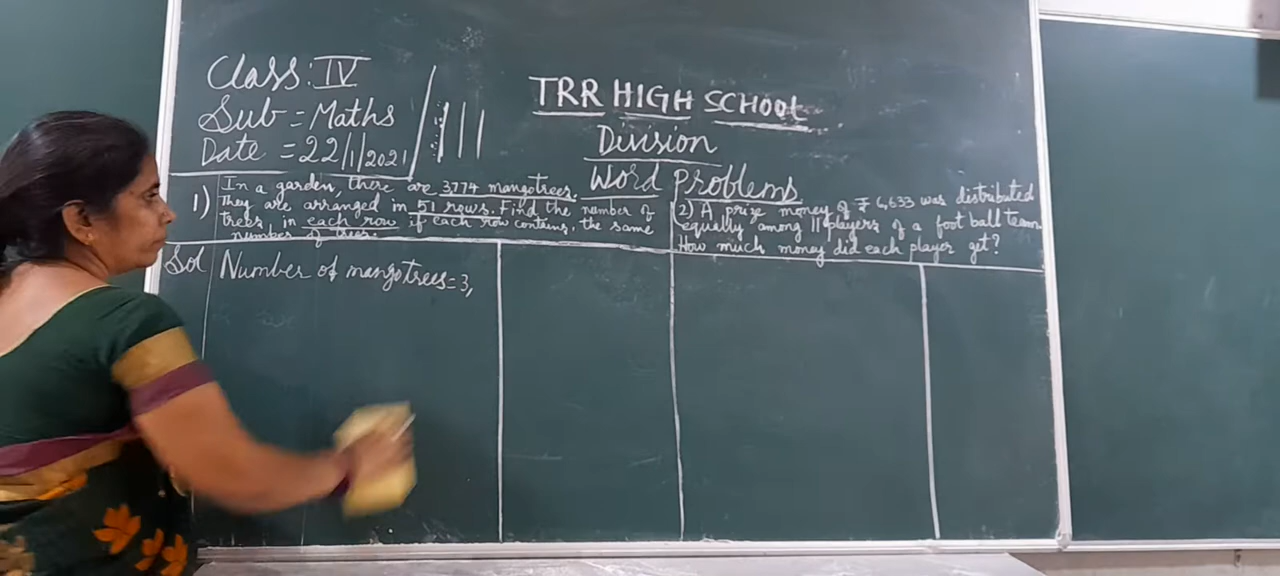 Class: IV
Sub = Maths
Date = 22/1/2021
TRR HIGH SCHOOL
Division
Word Problems
1) In a garden, there are 3,774 mangotrees.
They are arranged in 51 rows. Find the number of
trees in each row if each row contains, the same
number of trees.
2) A prize money of ₹ 6,633 was distributed
equally among 11 players of a foot ball team.
How much money did each player get?
Sol Number of mangotrees = 3,